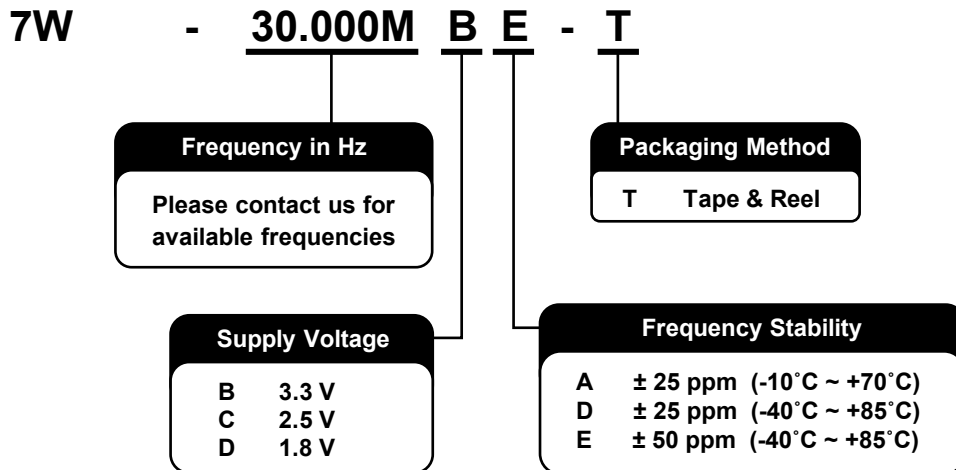 7W - 30.000M B E - T
Frequency in Hz
Please contact us for
available frequencies
Packaging Method
T Tape & Reel
Supply Voltage
B 3.3 V
C 2.5 V
D 1.8 V
Frequency Stability
A ± 25 ppm (-10˚C ~ +70˚C)
D ± 25 ppm (-40˚C ~ +85˚C)
E ± 50 ppm (-40˚C ~ +85˚C)